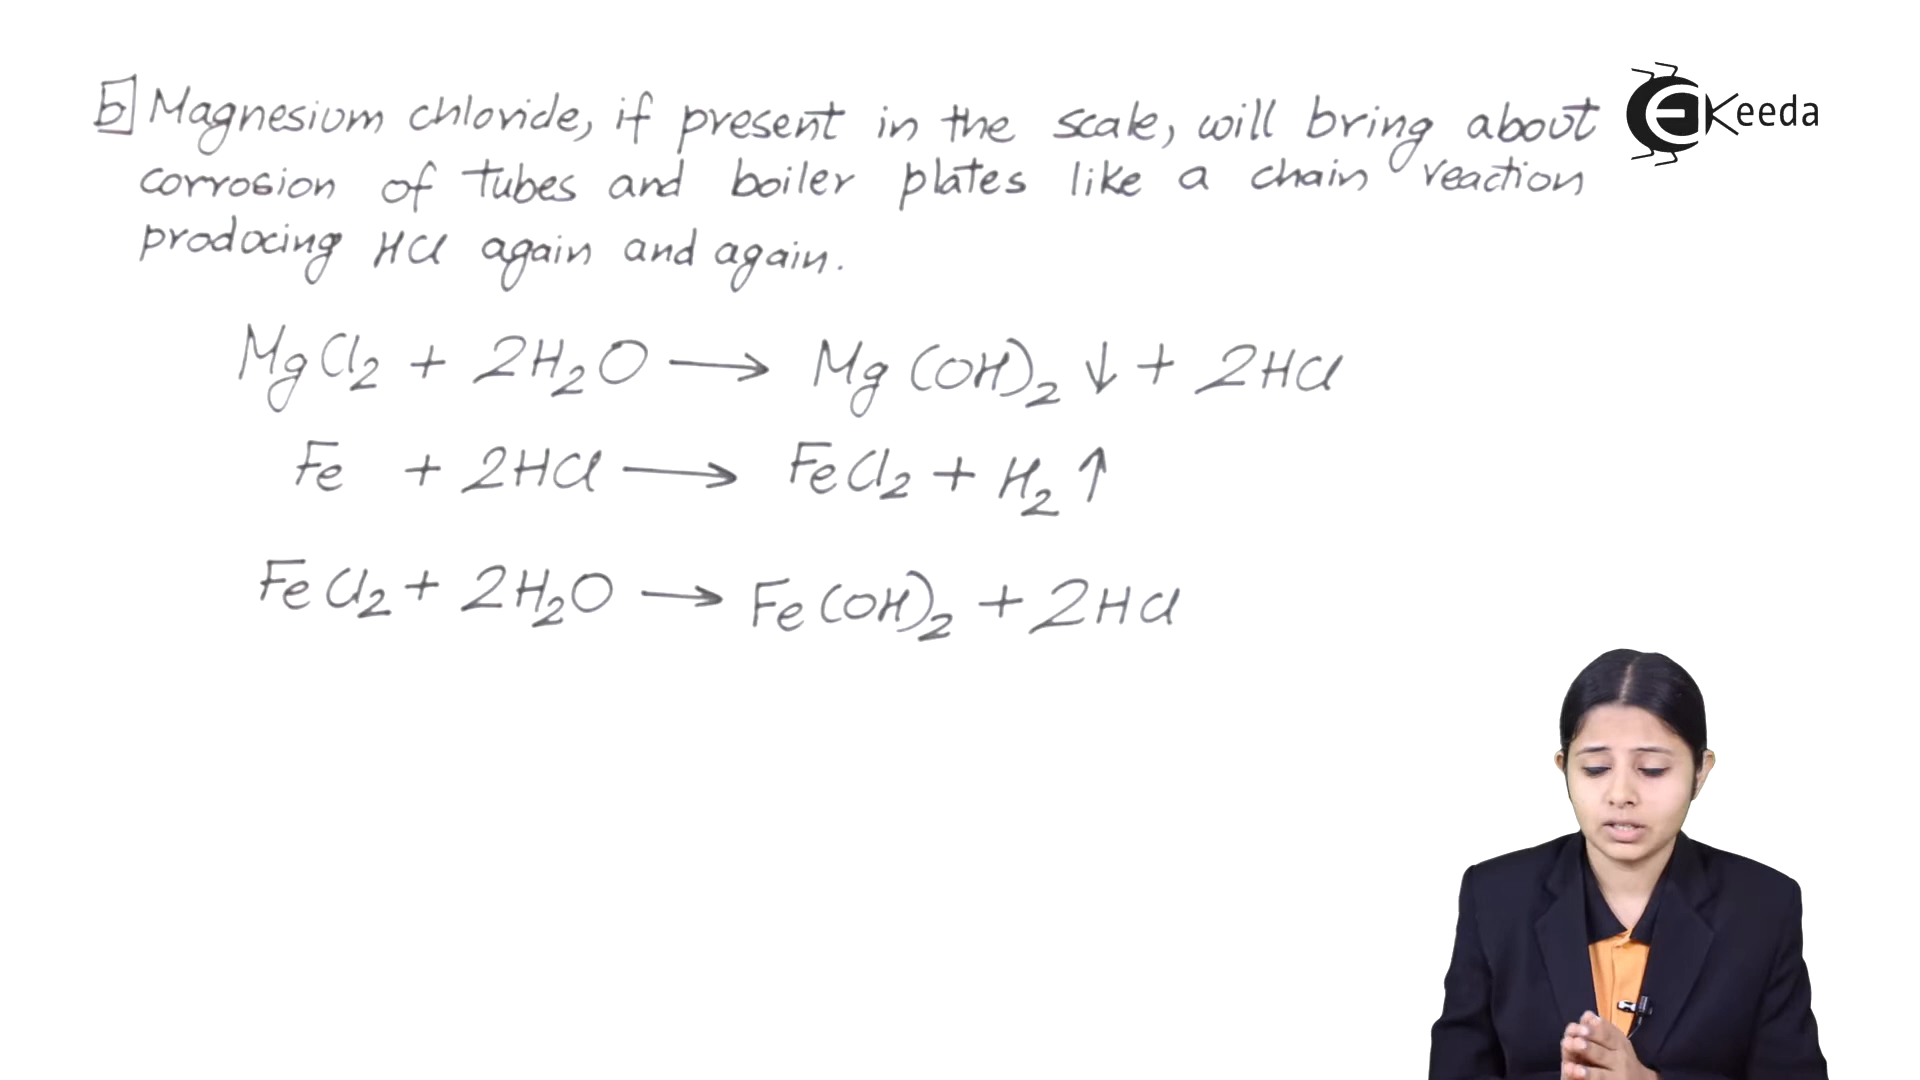 b] Magnesium chloride, if present in the scale, will bring about
corrosion of tubes and boiler plates like a chain reaction
producing HCl again and again.
MgCl₂ + 2H₂O ⟶ Mg(OH)₂ ↓ + 2HCl
Fe + 2HCl ⟶ FeCl₂ + H₂ ↑
FeCl₂ + 2H₂O ⟶ Fe(OH)₂ + 2HCl
EKeeda